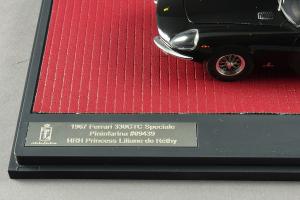 1967 Ferrari 330GTC Speciale
Pininfarina #09439
HRH Princess Liliane de Réthy